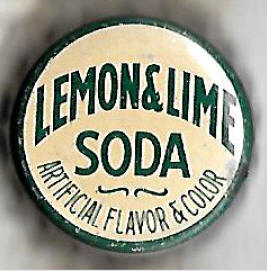 LEMON & LIME
SODA
ARTIFICIAL FLAVOR & COLOR